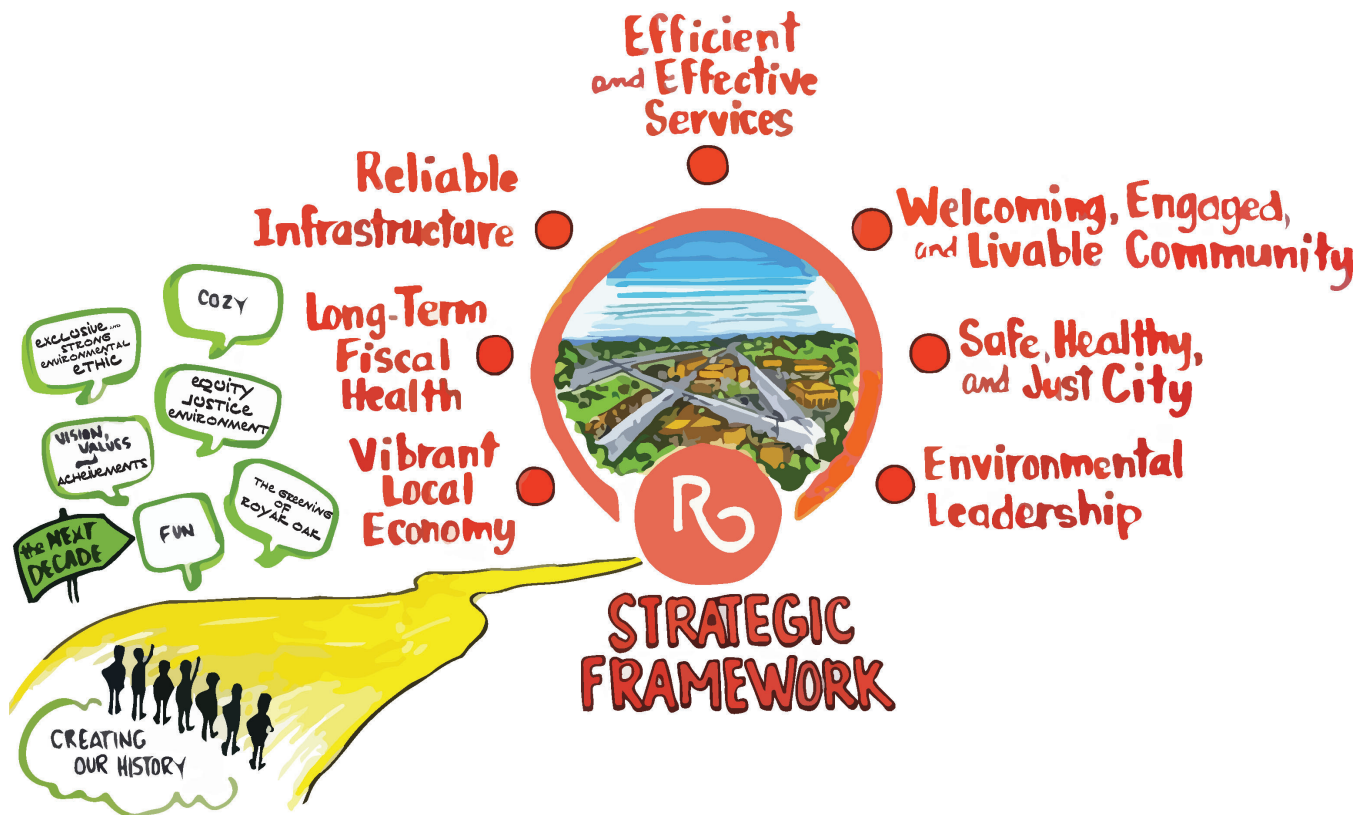 Efficient
and Effective
Services
Reliable
Infrastructure
Welcoming, Engaged,
and Livable Community
Long-Term
Fiscal
Health
Safe, Healthy,
and Just City
Vibrant
Local
Economy
Environmental
Leadership
COZY
EXCLUSIVE AND
STRONG
ENVIRONMENTAL
ETHIC
EQUITY
JUSTICE
ENVIRONMENT
VISION,
VALUES
and
ACHEIVEMENTS
THE GREENING
OF
ROYAL OAK
FUN
the NEXT
DECADE
R
STRATEGIC
FRAMEWORK
CREATING
OUR HISTORY